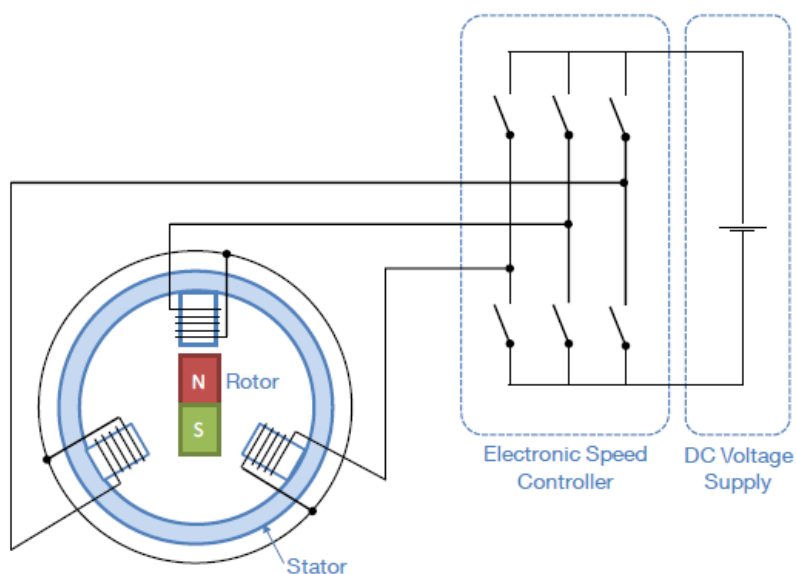 N
Rotor
S
Electronic Speed
Controller
DC Voltage
Supply
Stator